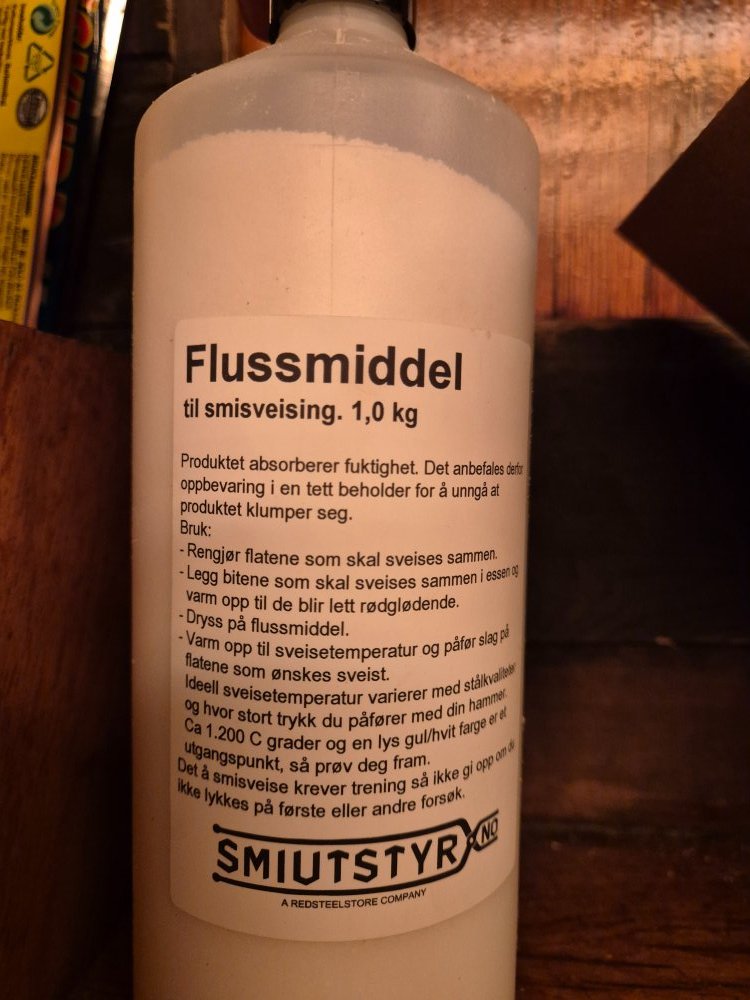 Flussmiddel
til smisveising. 1,0 kg
Produktet absorberer fuktighet. Det anbefales derfor
oppbevaring i en tett beholder for å unngå at
produktet klumper seg.
Bruk:
- Rengjør flatene som skal sveises sammen.
- Legg bitene som skal sveises sammen i essen og
varm opp til de blir lett rødglødende.
- Dryss på flussmiddel.
- Varm opp til sveisetemperatur og påfør slag på
flatene som ønskes sveist.
Ideell sveisetemperatur varierer med stålkvaliteten
og hvor stort trykk du påfører med din hammer.
Ca 1.200 C grader og en lys gul/hvit farge er et
utgangspunkt, så prøv deg fram.
Det å smisveise krever trening så ikke gi opp om du
ikke lykkes på første eller andre forsøk.
SMIUTSTYR NO
A REDSTEELSTORE COMPANY